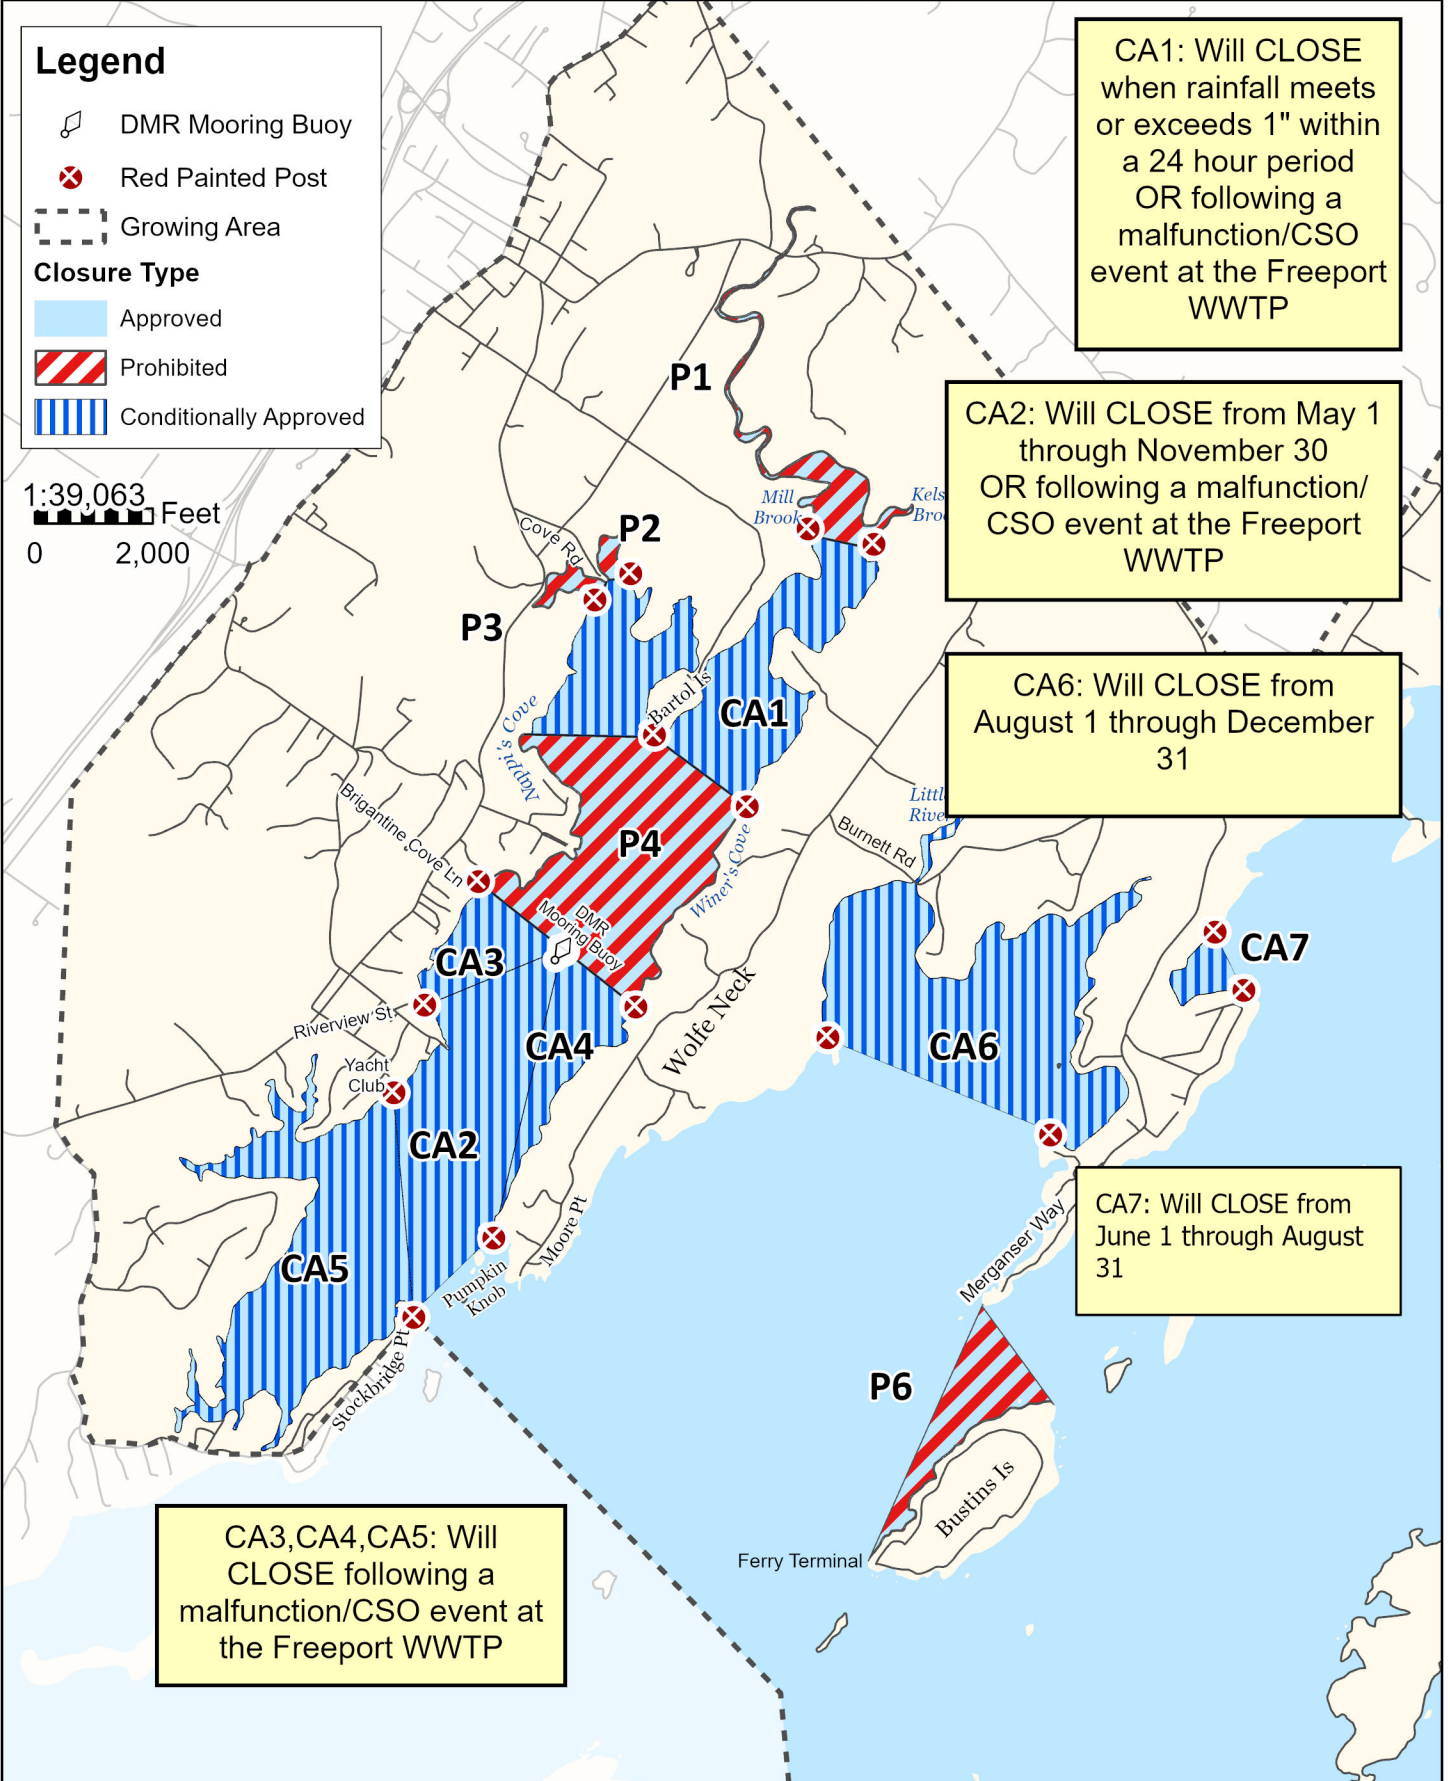 Legend
DMR Mooring Buoy
Red Painted Post
Growing Area
Closure Type
Approved
Prohibited
Conditionally Approved
1:39,063
Feet
0 2,000
CA1: Will CLOSE
when rainfall meets
or exceeds 1" within
a 24 hour period
OR following a
malfunction/CSO
event at the Freeport
WWTP
CA2: Will CLOSE from May 1
through November 30
OR following a malfunction/
CSO event at the Freeport
WWTP
CA6: Will CLOSE from
August 1 through December
31
P1
Mill
Brook
Kels
Broo
Cove Rd
P2
P3
Bartol Is
CA1
Nappi's Cove
Brigantine Cove Ln
P4
Winer's Cove
Littl
Rive
Burnett Rd
DMR
Mooring Buoy
CA3
CA7
Riverview St
CA4
Wolfe Neck
CA6
Yacht
Club
CA2
CA5
Moore Pt
Pumpkin
Knob
Stockbridge Pt
Merganser Way
CA7: Will CLOSE from
June 1 through August
31
P6
Bustins Is
Ferry Terminal
CA3,CA4,CA5: Will
CLOSE following a
malfunction/CSO event at
the Freeport WWTP